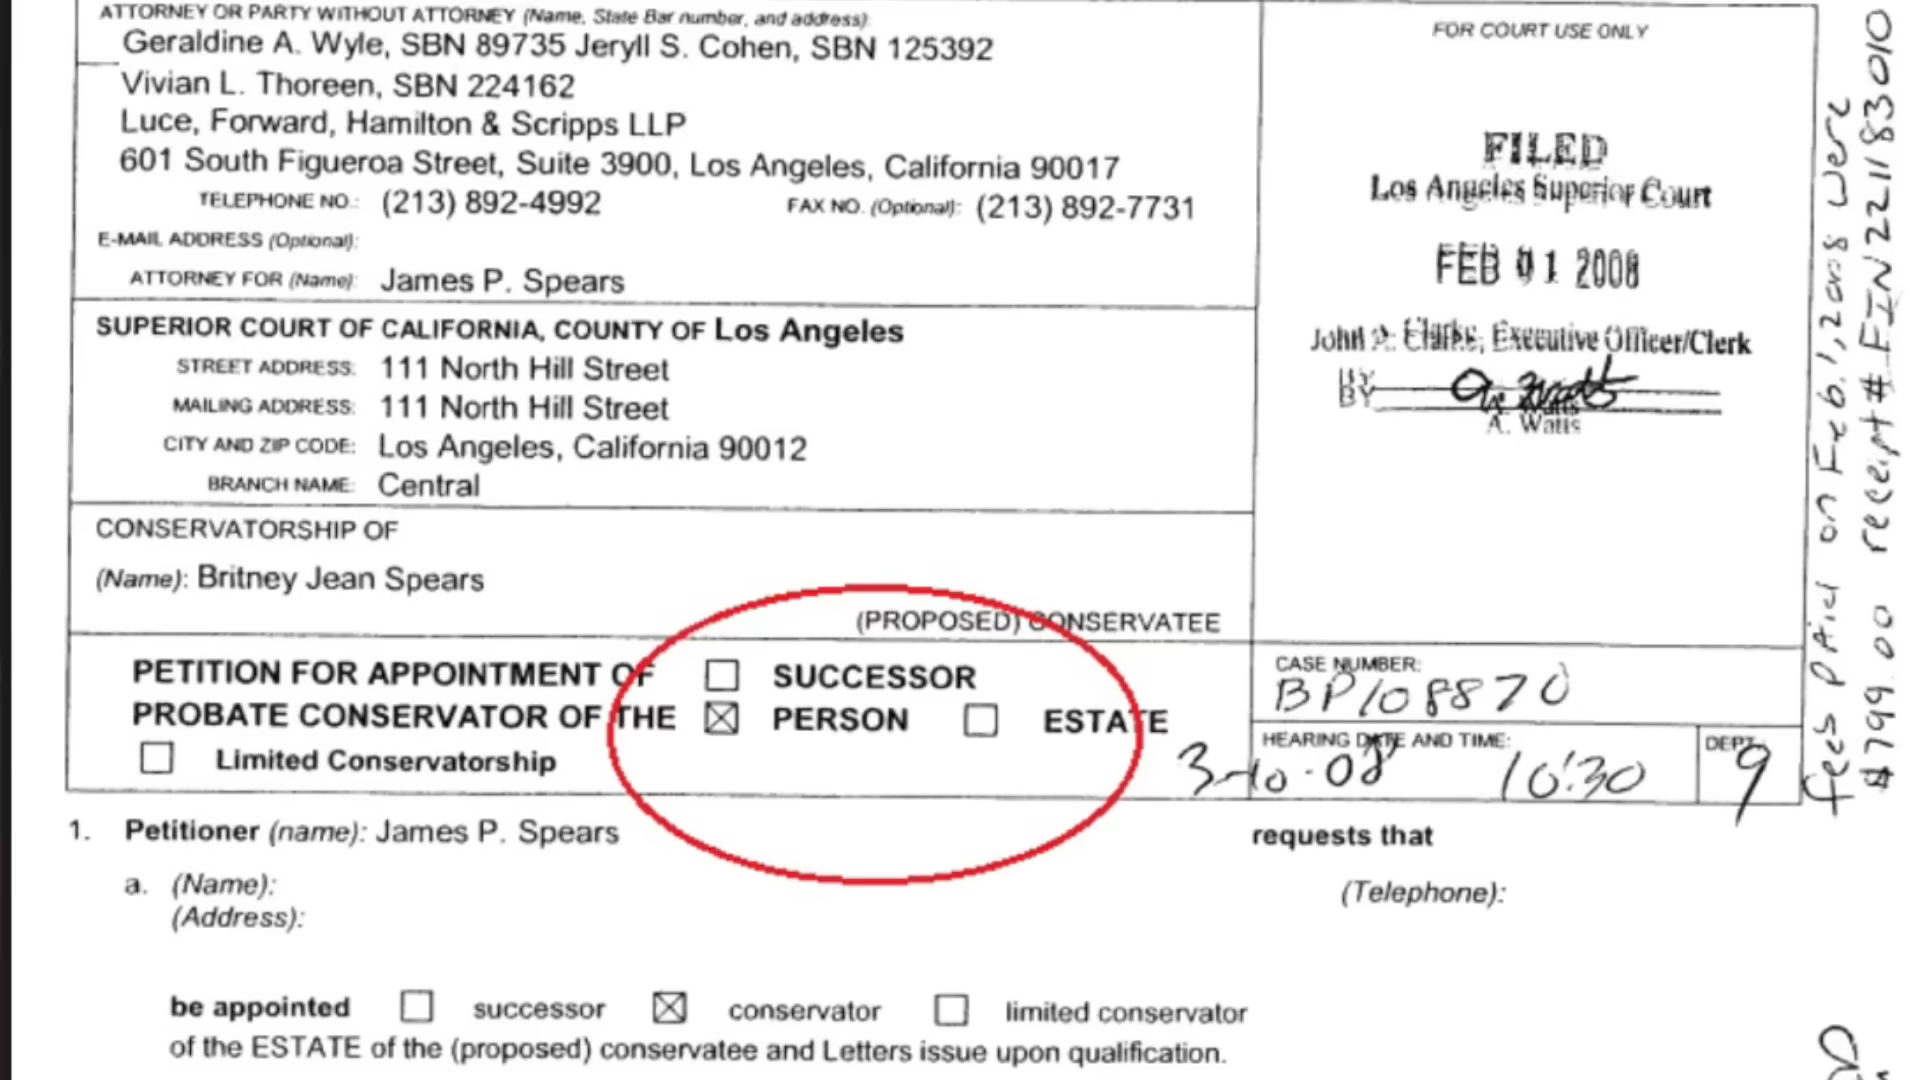 ATTORNEY OR PARTY WITHOUT ATTORNEY (Name, State Bar number, and address):
Geraldine A. Wyle, SBN 89735 Jeryll S. Cohen, SBN 125392
Vivian L. Thoreen, SBN 224162
Luce, Forward, Hamilton & Scripps LLP
601 South Figueroa Street, Suite 3900, Los Angeles, California 90017
TELEPHONE NO.: (213) 892-4992 FAX NO. (Optional): (213) 892-7731
E-MAIL ADDRESS (Optional):
ATTORNEY FOR (Name): James P. Spears
SUPERIOR COURT OF CALIFORNIA, COUNTY OF Los Angeles
STREET ADDRESS: 111 North Hill Street
MAILING ADDRESS: 111 North Hill Street
CITY AND ZIP CODE: Los Angeles, California 90012
BRANCH NAME: Central
CONSERVATORSHIP OF
(Name): Britney Jean Spears
(PROPOSED) CONSERVATEE
PETITION FOR APPOINTMENT OF ☐ SUCCESSOR
PROBATE CONSERVATOR OF THE ☒ PERSON ☐ ESTATE
☐ Limited Conservatorship
FOR COURT USE ONLY
FILED
Los Angeles Superior Court
FEB 01 2008
John A. Clarke, Executive Officer/Clerk
BY
A. Watts
CASE NUMBER:
BP108870
HEARING DATE AND TIME:
3-10-08 10:30
DEPT.:
9
fees paid on Feb. 1, 2008 were
$799.00 receipt # FIN221183010
1. Petitioner (name): James P. Spears requests that
a. (Name): (Telephone):
(Address):
be appointed ☐ successor ☒ conservator ☐ limited conservator
of the ESTATE of the (proposed) conservatee and Letters issue upon qualification.